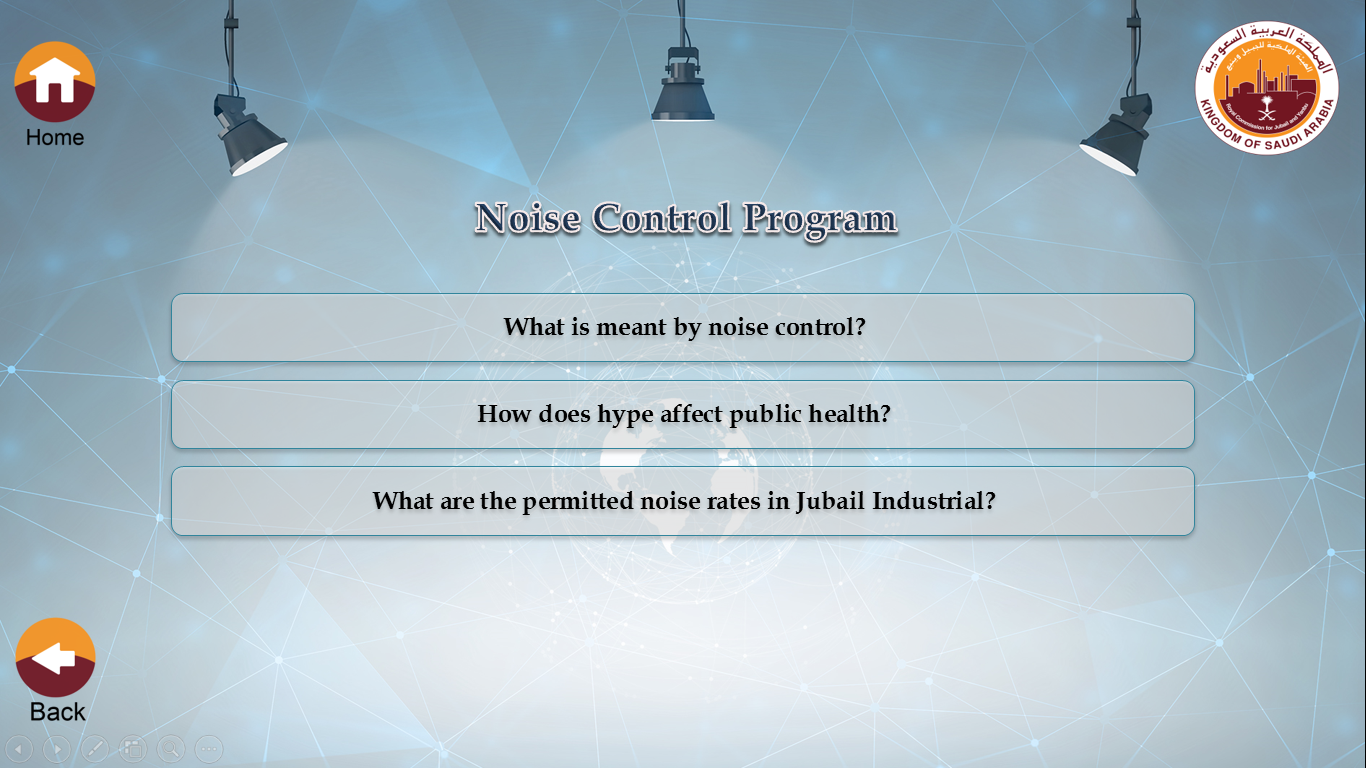 Home
المملكة العربية السعودية
الهيئة الملكية للجبيل وينبع
Royal Commission for Jubail and Yanbu
KINGDOM OF SAUDI ARABIA
Noise Control Program
What is meant by noise control?
How does hype affect public health?
What are the permitted noise rates in Jubail Industrial?
Back